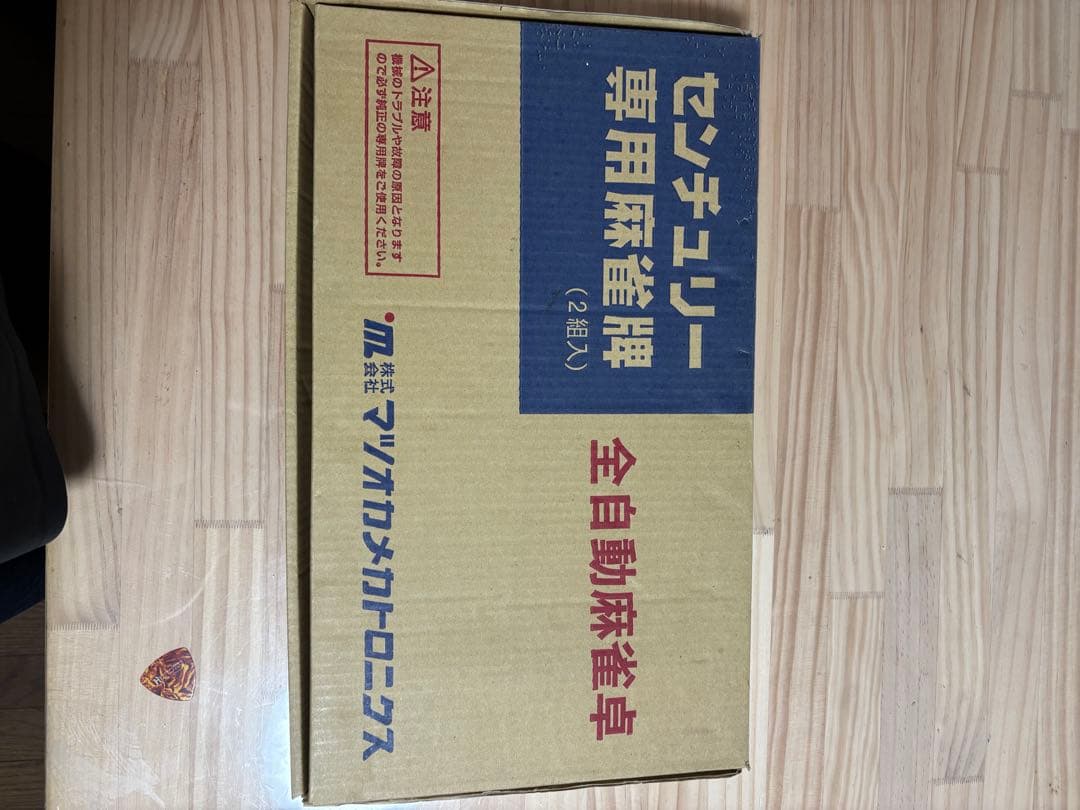 センチュリー
専用麻雀牌
(2組入)
全自動麻雀卓
⚠注意
機械のトラブルや故障の原因となります
ので必ず純正の専用牌をご使用ください。
株式会社 マツオカメカトロニクス